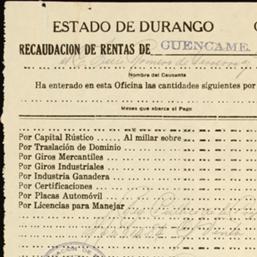 ESTADO DE DURANGO
RECAUDACION DE RENTAS DE CUENCAME.
Nombre del Causante
Ha enterado en esta Oficina las cantidades siguientes por
Meses que abarca el Pago
Por Capital Rústico .. Al millar sobre
Por Traslación de Dominio
Por Giros Mercantiles
Por Giros Industriales
Por Industria Ganadera
Por Certificaciones
Por Placas Automóvil
Por Licencias para Manejar